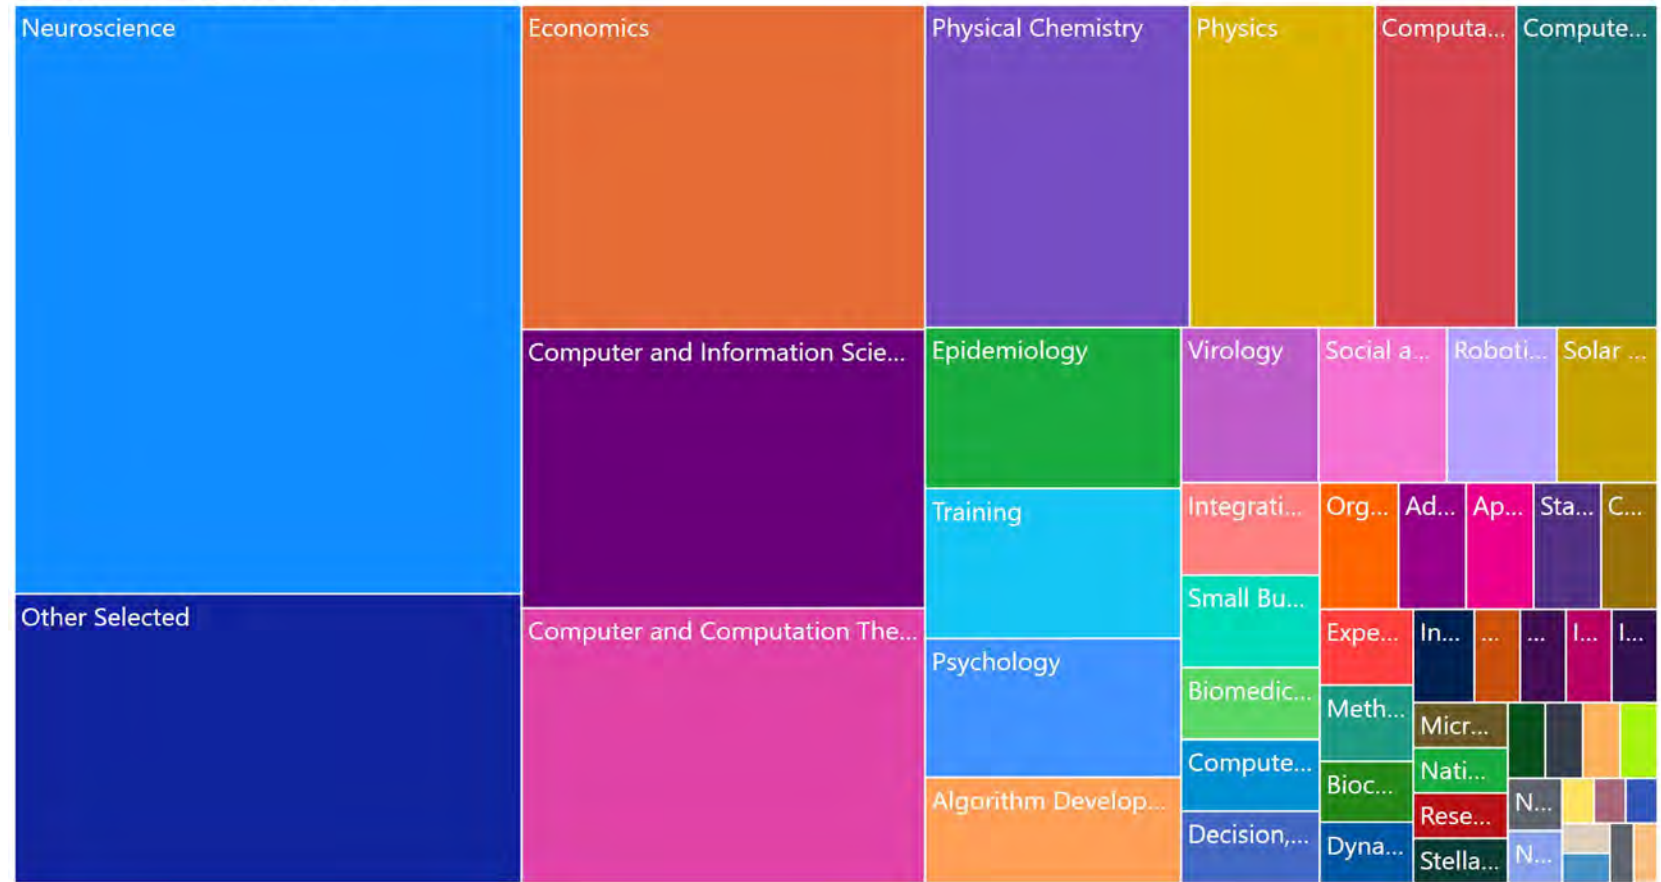 Neuroscience
Other Selected
Economics
Computer and Information Scie...
Computer and Computation The...
Physical Chemistry
Physics
Computa...
Compute...
Epidemiology
Training
Psychology
Algorithm Develop...
Virology
Social a...
Roboti...
Solar ...
Integrati...
Small Bu...
Biomedic...
Compute...
Decision,...
Org...
Ad...
Ap...
Sta...
C...
Expe...
Meth...
Bioc...
Dyna...
In...
...
...
I...
I...
Micr...
Nati...
Rese...
Stella...
N...
N...